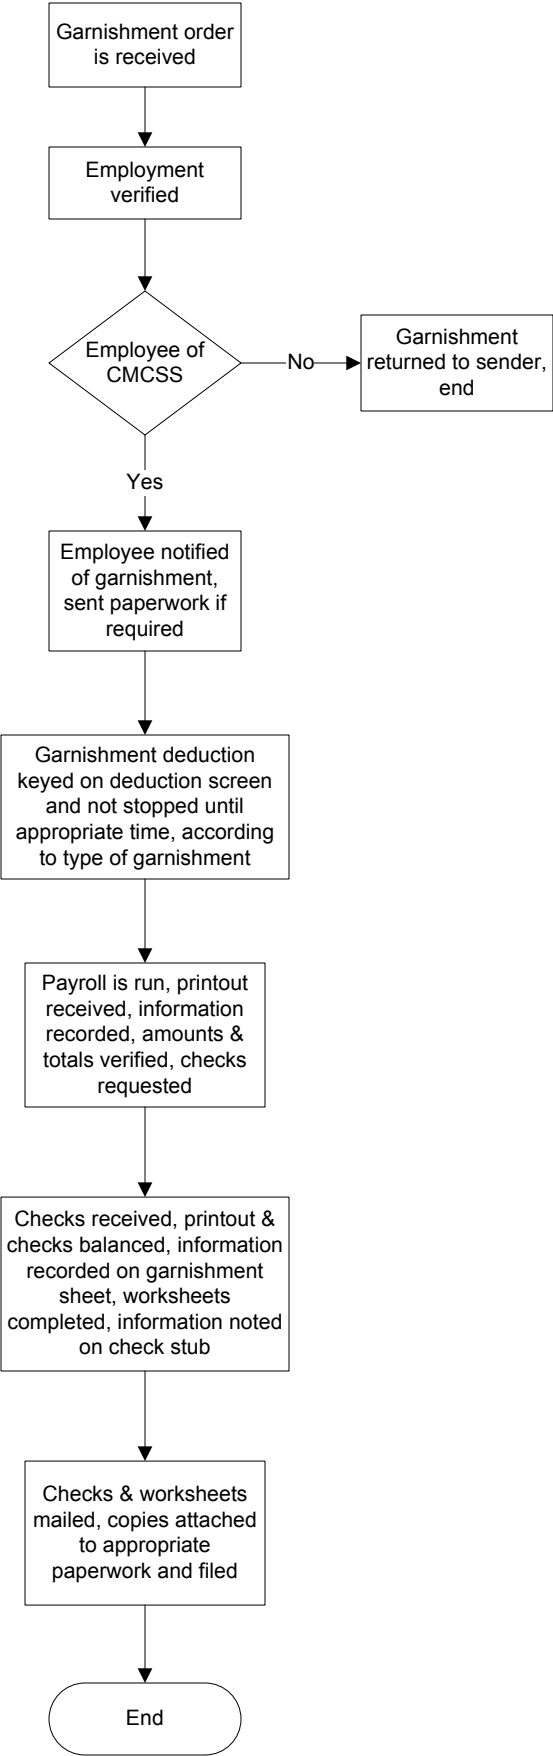 Garnishment order
is received
Employment
verified
Employee of
CMCSS
No
Garnishment
returned to sender,
end
Yes
Employee notified
of garnishment,
sent paperwork if
required
Garnishment deduction
keyed on deduction screen
and not stopped until
appropriate time, according
to type of garnishment
Payroll is run, printout
received, information
recorded, amounts &
totals verified, checks
requested
Checks received, printout &
checks balanced, information
recorded on garnishment
sheet, worksheets
completed, information noted
on check stub
Checks & worksheets
mailed, copies attached
to appropriate
paperwork and filed
End